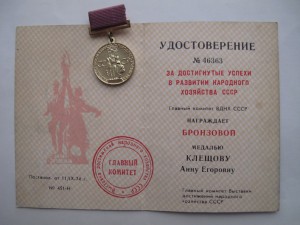 УДОСТОВЕРЕНИЕ
№ 46363
ЗА ДОСТИГНУТЫЕ УСПЕХИ
В РАЗВИТИИ НАРОДНОГО
ХОЗЯЙСТВА СССР
Главный комитет ВДНХ СССР
НАГРАЖДАЕТ
БРОНЗОВОЙ
МЕДАЛЬЮ
КЛЕЩОВУ
Анну Егоровну
Главный комитет Выставки
достижений народного
хозяйства СССР
ГЛАВНЫЙ
КОМИТЕТ